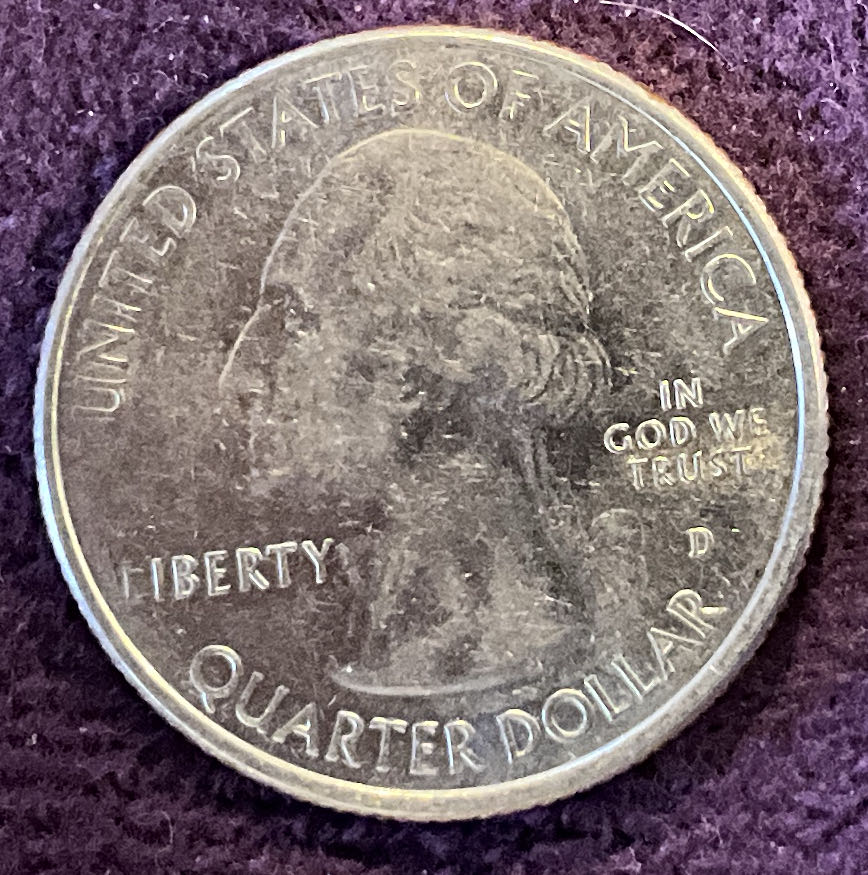 UNITED STATES OF AMERICA
LIBERTY
IN
GOD WE
TRUST
D
QUARTER DOLLAR